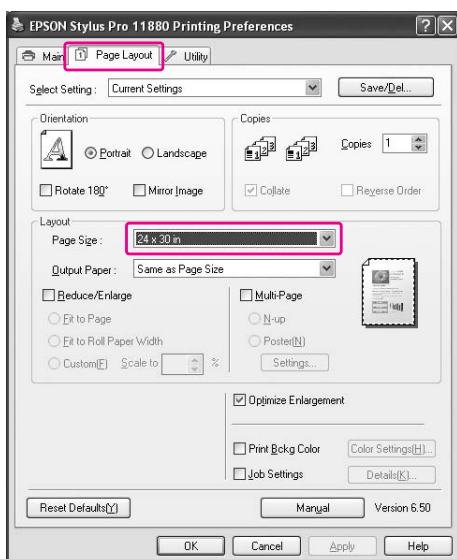 EPSON Stylus Pro 11880 Printing Preferences
Main Page Layout Utility
Select Setting : Current Settings Save/Del...
Orientation
A Portrait Landscape
Rotate 180° Mirror Image
Copies
Copies 1
Collate Reverse Order
Layout
Page Size : 24 x 30 in
Output Paper : Same as Page Size
Reduce/Enlarge
Fit to Page
Fit to Roll Paper Width
Custom(F) Scale to %
Multi-Page
N-up
Poster(N)
Settings...
Optimize Enlargement
Print Bckg Color Color Settings(H)...
Job Settings Details(K)...
Reset Defaults(Y) Manual Version 6.50
OK Cancel Apply Help